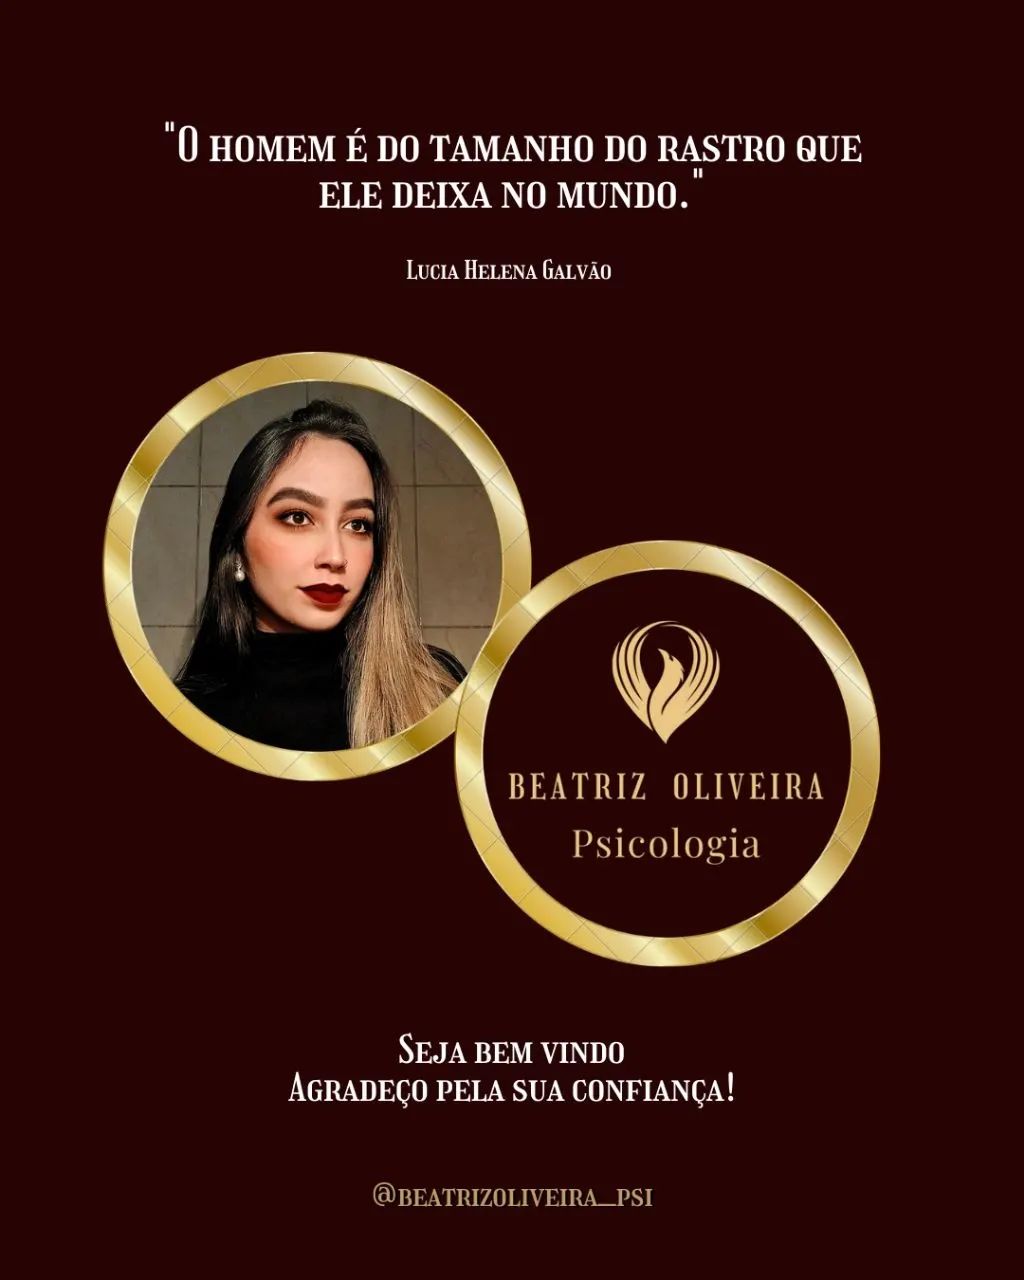 "O homem é do tamanho do rastro que
ele deixa no mundo."
Lucia Helena Galvão
BEATRIZ OLIVEIRA
Psicologia
Seja bem vindo
Agradeço pela sua confiança!
@beatrizoliveira_psi